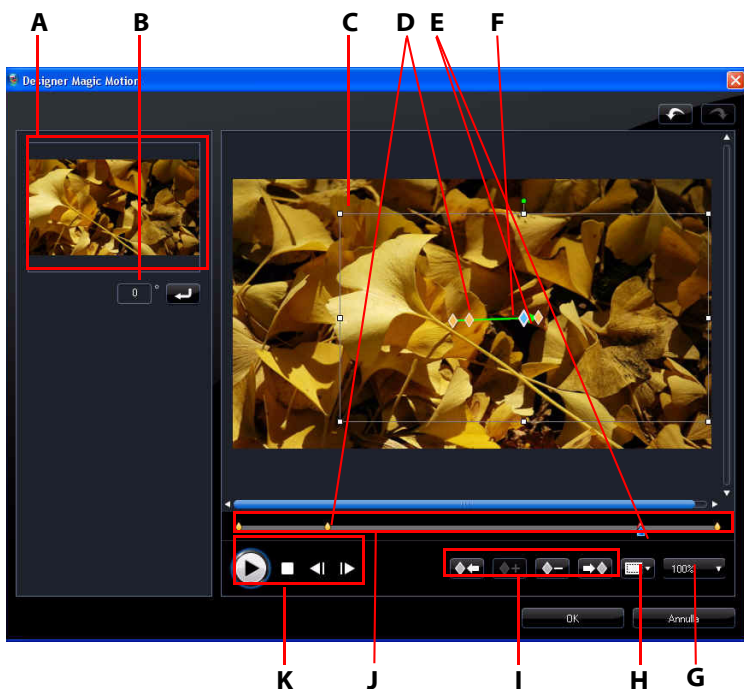 A B C D E F
Designer Magic Motion
0 °
100%
OK Annulla
K J I H G